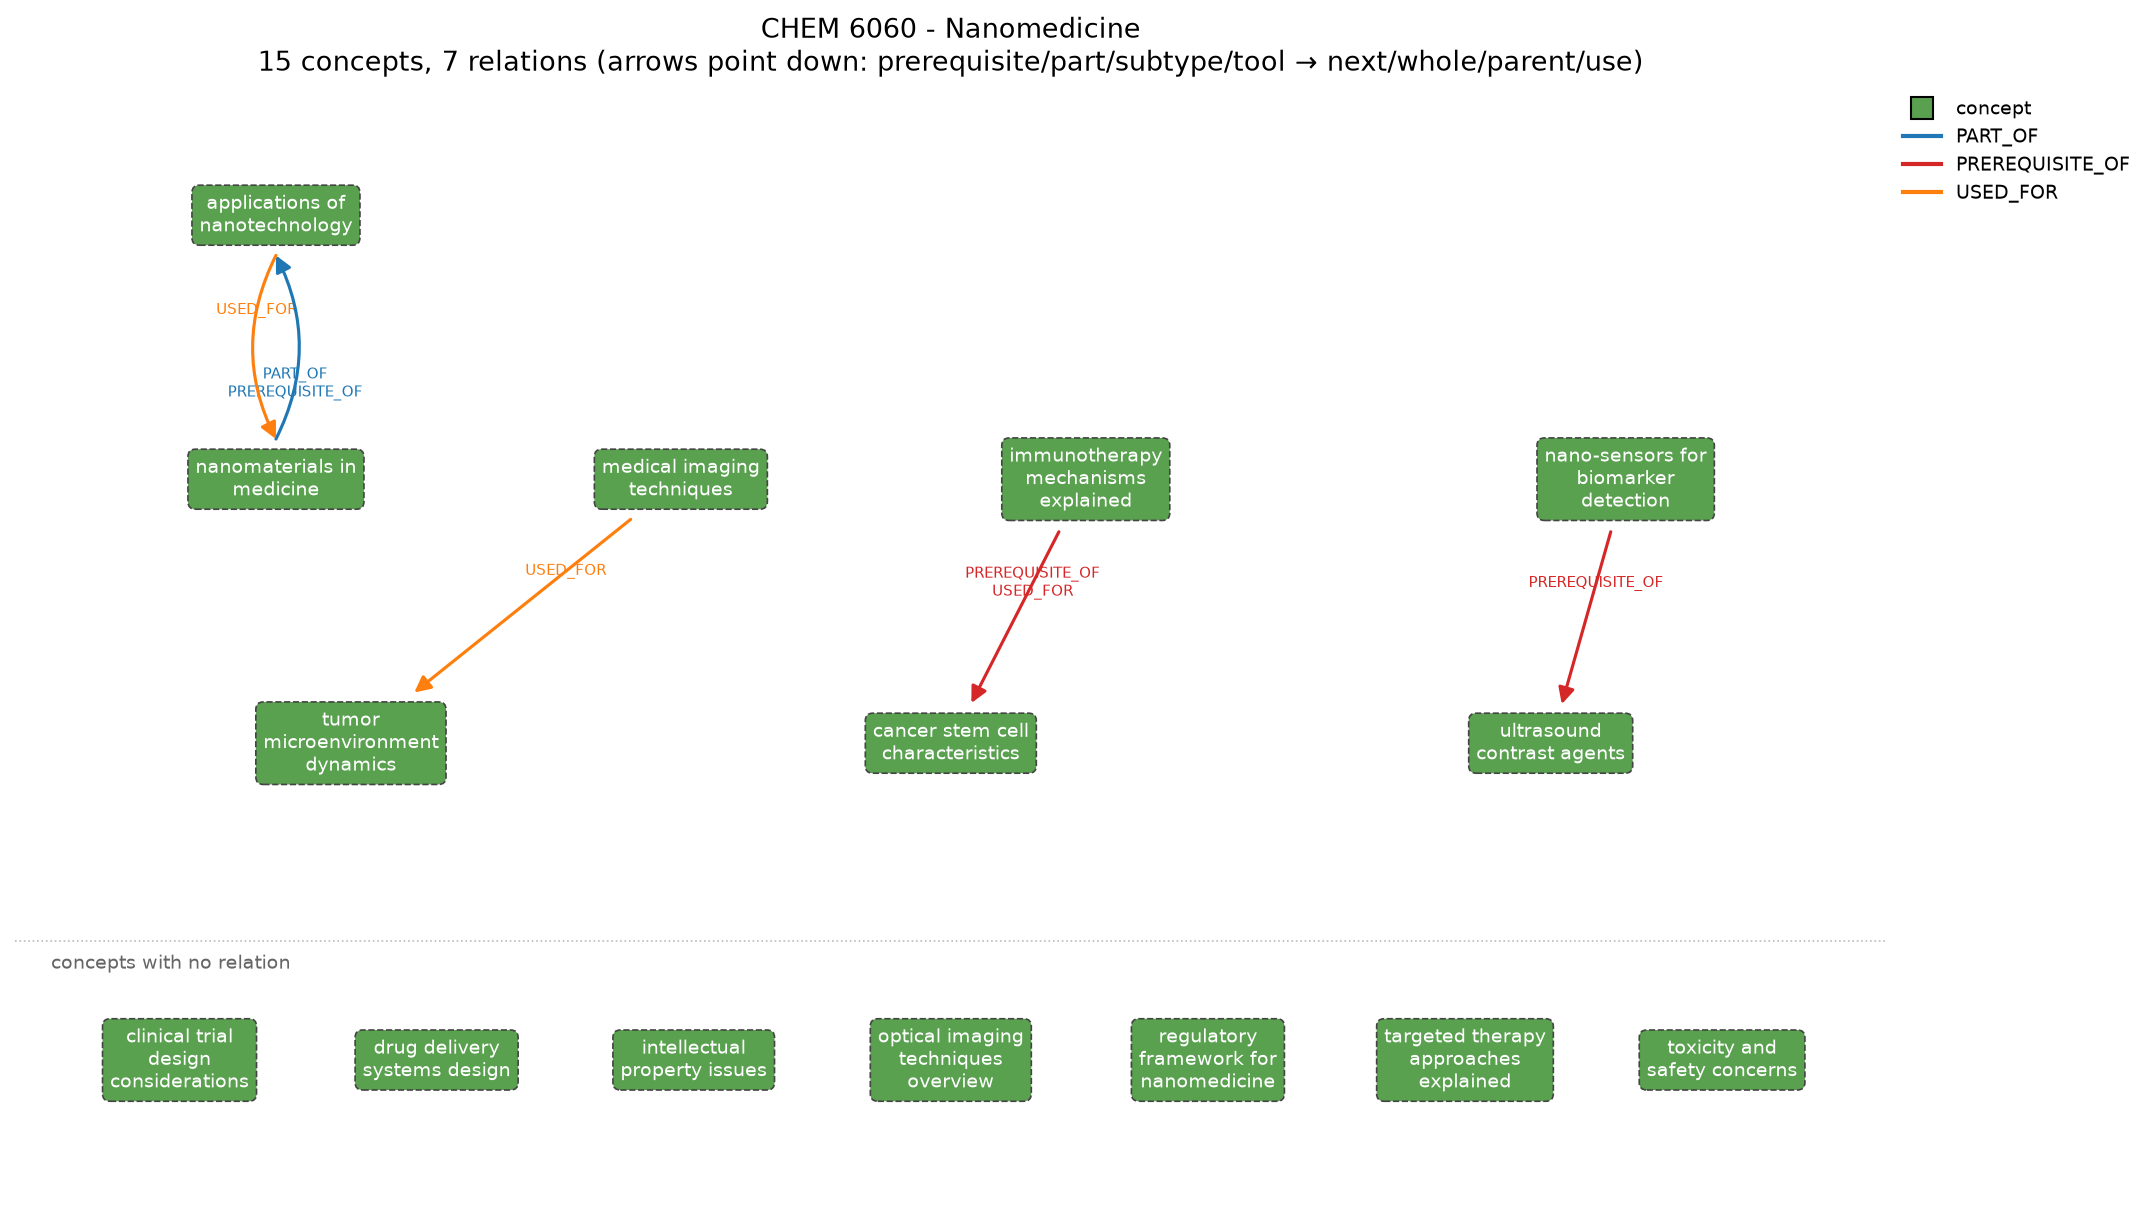 CHEM 6060 - Nanomedicine
15 concepts, 7 relations (arrows point down: prerequisite/part/subtype/tool → next/whole/parent/use)
concept
PART_OF
PREREQUISITE_OF
USED_FOR
applications of
nanotechnology
USED_FOR
PART_OF
PREREQUISITE_OF
nanomaterials in
medicine
medical imaging
techniques
immunotherapy
mechanisms
explained
nano-sensors for
biomarker
detection
USED_FOR
PREREQUISITE_OF
USED_FOR
PREREQUISITE_OF
tumor
microenvironment
dynamics
cancer stem cell
characteristics
ultrasound
contrast agents
concepts with no relation
clinical trial
design
considerations
drug delivery
systems design
intellectual
property issues
optical imaging
techniques
overview
regulatory
framework for
nanomedicine
targeted therapy
approaches
explained
toxicity and
safety concerns